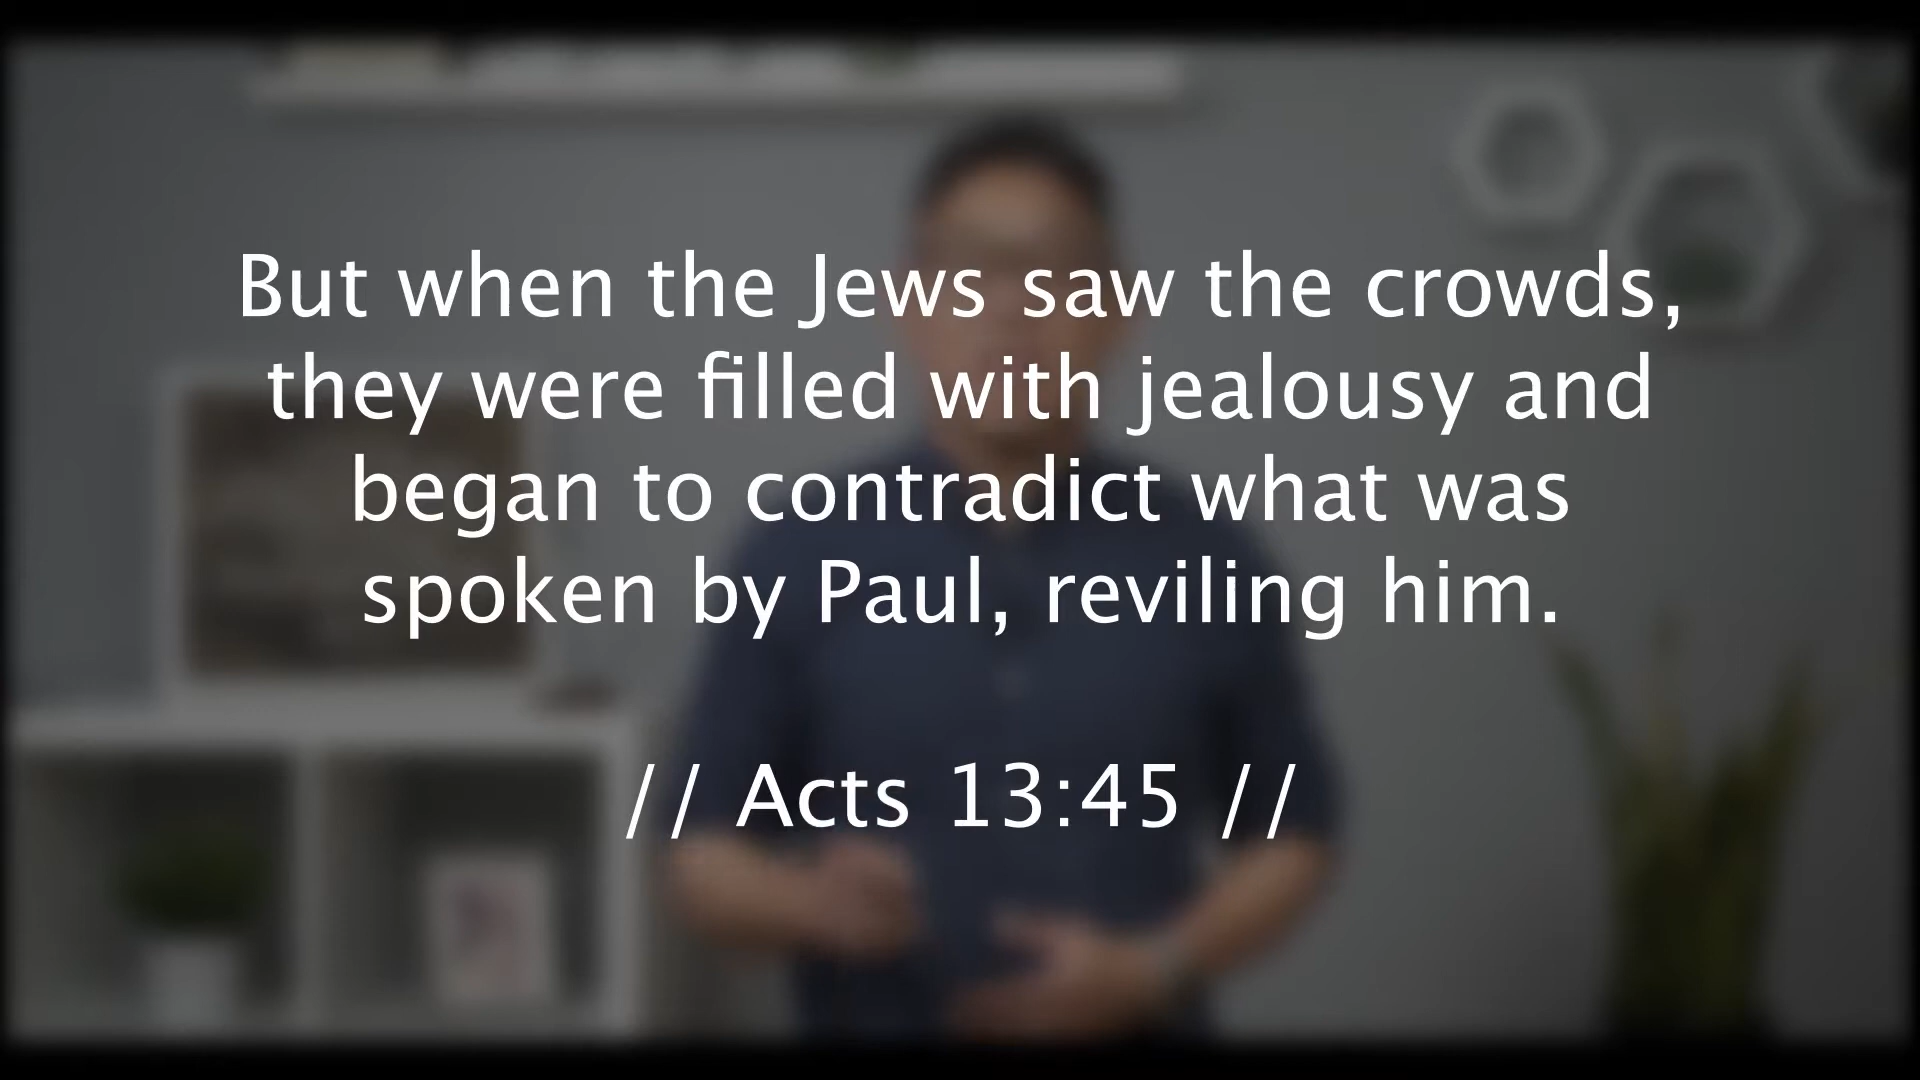 But when the Jews saw the crowds,
they were filled with jealousy and
began to contradict what was
spoken by Paul, reviling him.
// Acts 13:45 //